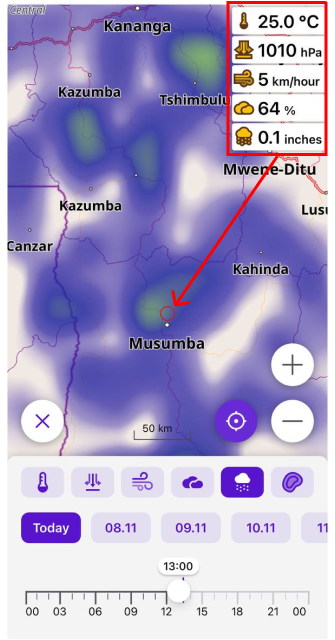 Central
Kananga
25.0 °C
1010 hPa
5 km/hour
64 %
0.1 inches
Kazumba
Tshimbulu
Mwene-Ditu
Kazumba
Lusu
Canzar
Kahinda
Musumba
50 km
Today 08.11 09.11 10.11 11
13:00
00 03 06 09 12 15 18 21 00